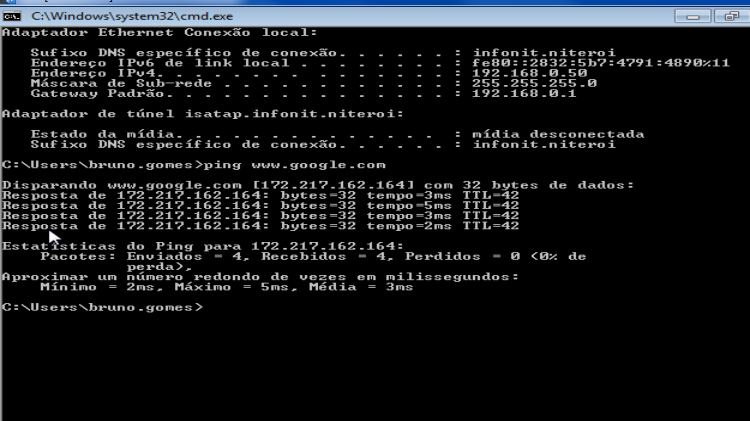 C:\Windows\system32\cmd.exe
Adaptador Ethernet Conexão local:
Sufixo DNS específico de conexão. . . . . . : infonit.niteroi
Endereço IPv6 de link local . . . . . . . . : fe80::2832:5b7:4791:4890%11
Endereço IPv4. . . . . . . . . . . . . . . : 192.168.0.50
Máscara de Sub-rede . . . . . . . . . . . . : 255.255.255.0
Gateway Padrão. . . . . . . . . . . . . . . : 192.168.0.1
Adaptador de túnel isatap.infonit.niteroi:
Estado da mídia. . . . . . . . . . . . . . : mídia desconectada
Sufixo DNS específico de conexão. . . . . . : infonit.niteroi
C:\Users\bruno.gomes>ping www.google.com
Disparando www.google.com [172.217.162.164] com 32 bytes de dados:
Resposta de 172.217.162.164: bytes=32 tempo=3ms TTL=42
Resposta de 172.217.162.164: bytes=32 tempo=5ms TTL=42
Resposta de 172.217.162.164: bytes=32 tempo=3ms TTL=42
Resposta de 172.217.162.164: bytes=32 tempo=2ms TTL=42
Estatísticas do Ping para 172.217.162.164:
Pacotes: Enviados = 4, Recebidos = 4, Perdidos = 0 (0% de
perda),
Aproximar um número redondo de vezes em milissegundos:
Mínimo = 2ms, Máximo = 5ms, Média = 3ms
C:\Users\bruno.gomes>